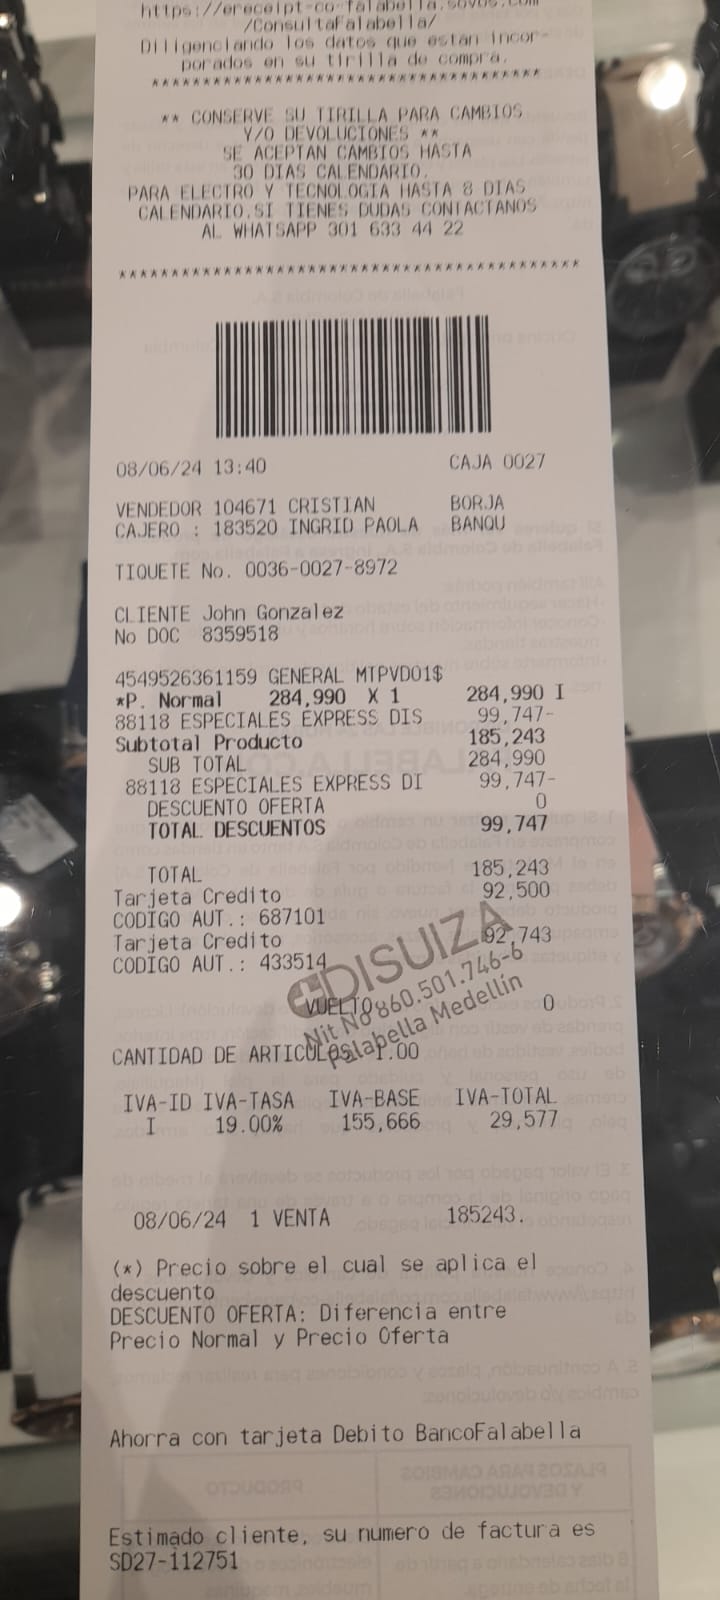 https://ereceipt-co-falabella.sovos.com
/ConsultaFalabella/
Diligenciando los datos que estan incor-
porados en su tirilla de compra.
****************************************
** CONSERVE SU TIRILLA PARA CAMBIOS
Y/O DEVOLUCIONES **
SE ACEPTAN CAMBIOS HASTA
30 DIAS CALENDARIO.
PARA ELECTRO Y TECNOLOGIA HASTA 8 DIAS
CALENDARIO.SI TIENES DUDAS CONTACTANOS
AL WHATSAPP 301 633 44 22
****************************************
08/06/24 13:40 CAJA 0027
VENDEDOR 104671 CRISTIAN BORJA
CAJERO : 183520 INGRID PAOLA BANQU
TIQUETE No. 0036-0027-8972
CLIENTE John Gonzalez
No DOC 8359518
4549526361159 GENERAL MTPVD01$
*P. Normal 284,990 X 1 284,990 I
88118 ESPECIALES EXPRESS DIS 99,747-
Subtotal Producto 185,243
SUB TOTAL 284,990
88118 ESPECIALES EXPRESS DI 99,747-
DESCUENTO OFERTA 0
TOTAL DESCUENTOS 99,747
TOTAL 185,243
Tarjeta Credito 92,500
CODIGO AUT.: 687101
Tarjeta Credito 92,743
CODIGO AUT.: 433514
DISUIZA
Nit No 860.501.746-6
Falabella Medellín
VUELTO 0
CANTIDAD DE ARTICULOS 1.00
IVA-ID IVA-TASA IVA-BASE IVA-TOTAL
I 19.00% 155,666 29,577
08/06/24 1 VENTA 185243.
(*) Precio sobre el cual se aplica el
descuento
DESCUENTO OFERTA: Diferencia entre
Precio Normal y Precio Oferta
Ahorra con tarjeta Debito BancoFalabella
Estimado cliente, su numero de factura es
SD27-112751